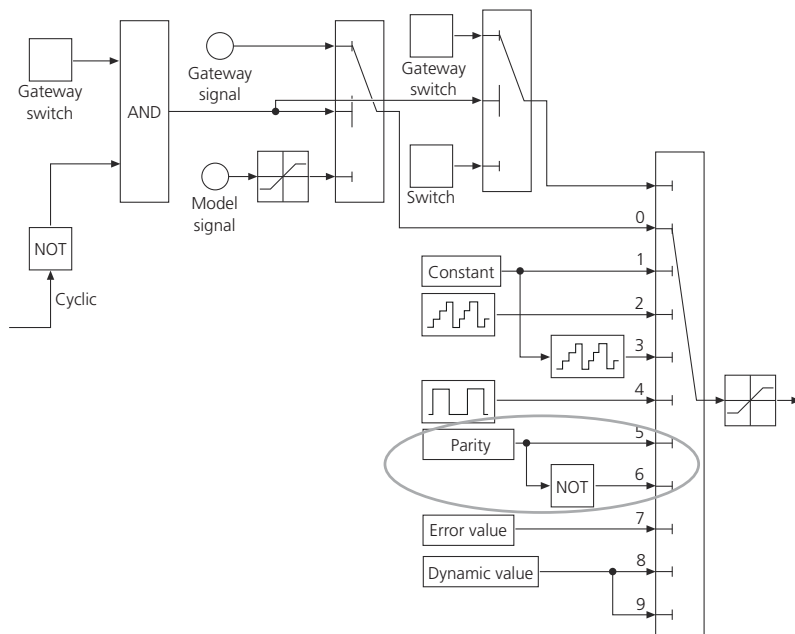 Gateway
switch
AND
NOT
Cyclic
Gateway
signal
Model
signal
Gateway
switch
Switch
0
Constant
1
2
3
4
Parity
5
NOT
6
Error value
7
Dynamic value
8
9